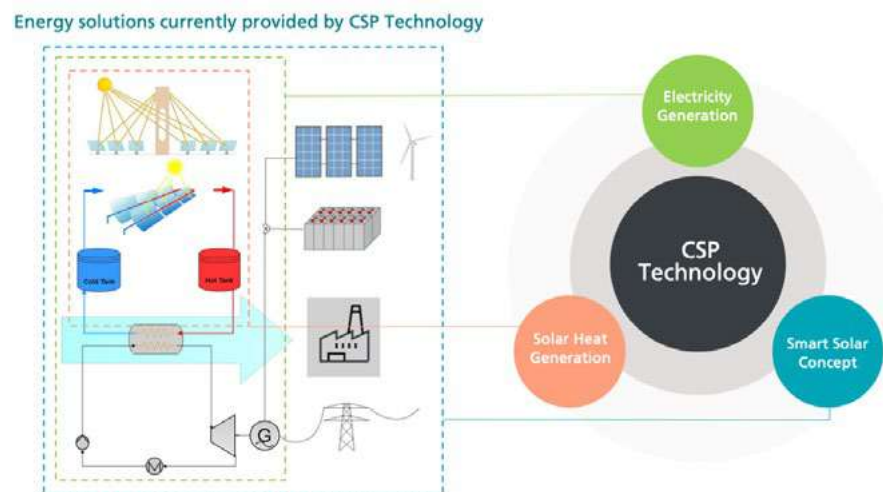 Energy solutions currently provided by CSP Technology
Electricity
Generation
CSP
Technology
Cold Tank
Hot Tank
Solar Heat
Generation
Smart Solar
Concept
G
M